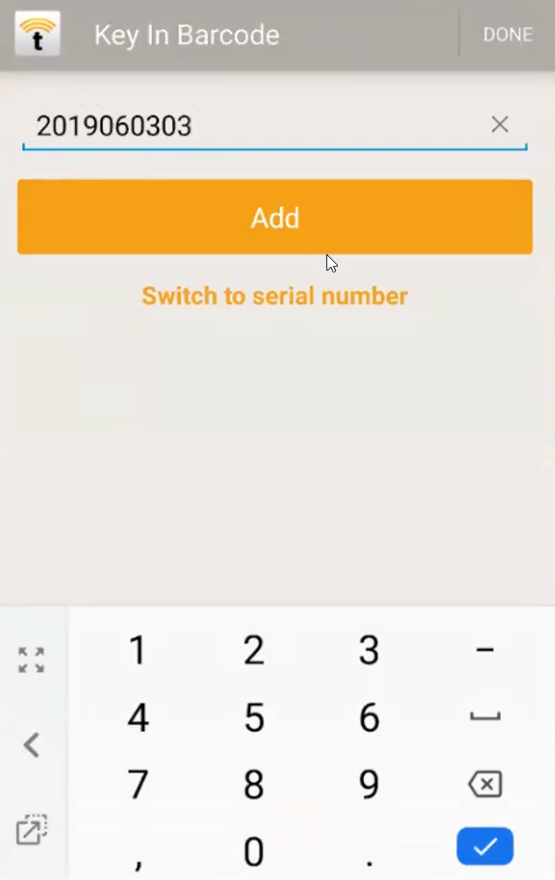 t
Key In Barcode
DONE
2019060303
Add
Switch to serial number
1 2 3 -
4 5 6
7 8 9
, 0 .